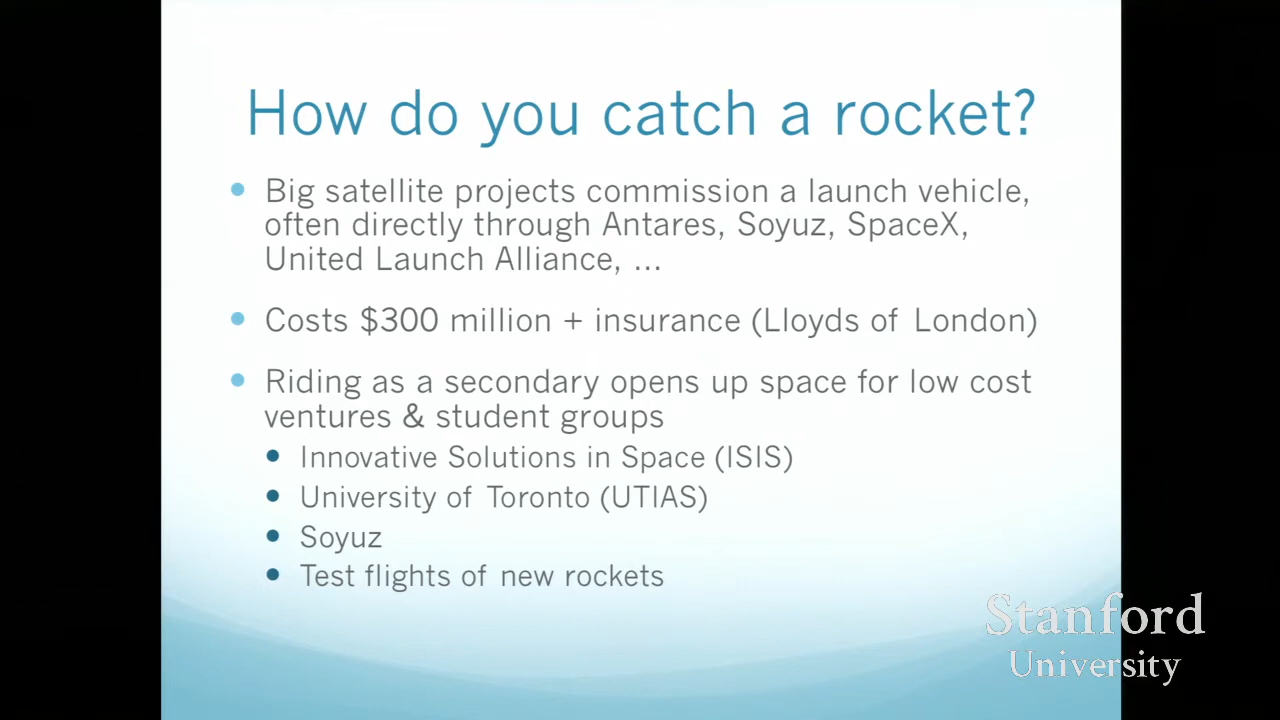 How do you catch a rocket?
• Big satellite projects commission a launch vehicle,
often directly through Antares, Soyuz, SpaceX,
United Launch Alliance, ...
• Costs $300 million + insurance (Lloyds of London)
• Riding as a secondary opens up space for low cost
ventures & student groups
• Innovative Solutions in Space (ISIS)
• University of Toronto (UTIAS)
• Soyuz
• Test flights of new rockets
Stanford
University